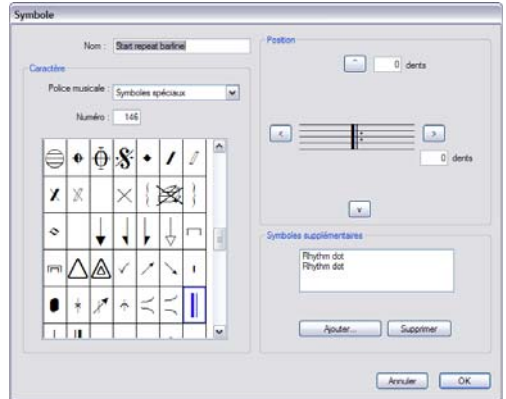 Symbole
Nom : Start repeat barline
Caractère
Police musicale : Symboles spéciaux
Numéro : 146
Position
0 dents
0 dents
Symboles supplémentaires
Rhythm dot
Rhythm dot
Ajouter... Supprimer
Annuler OK